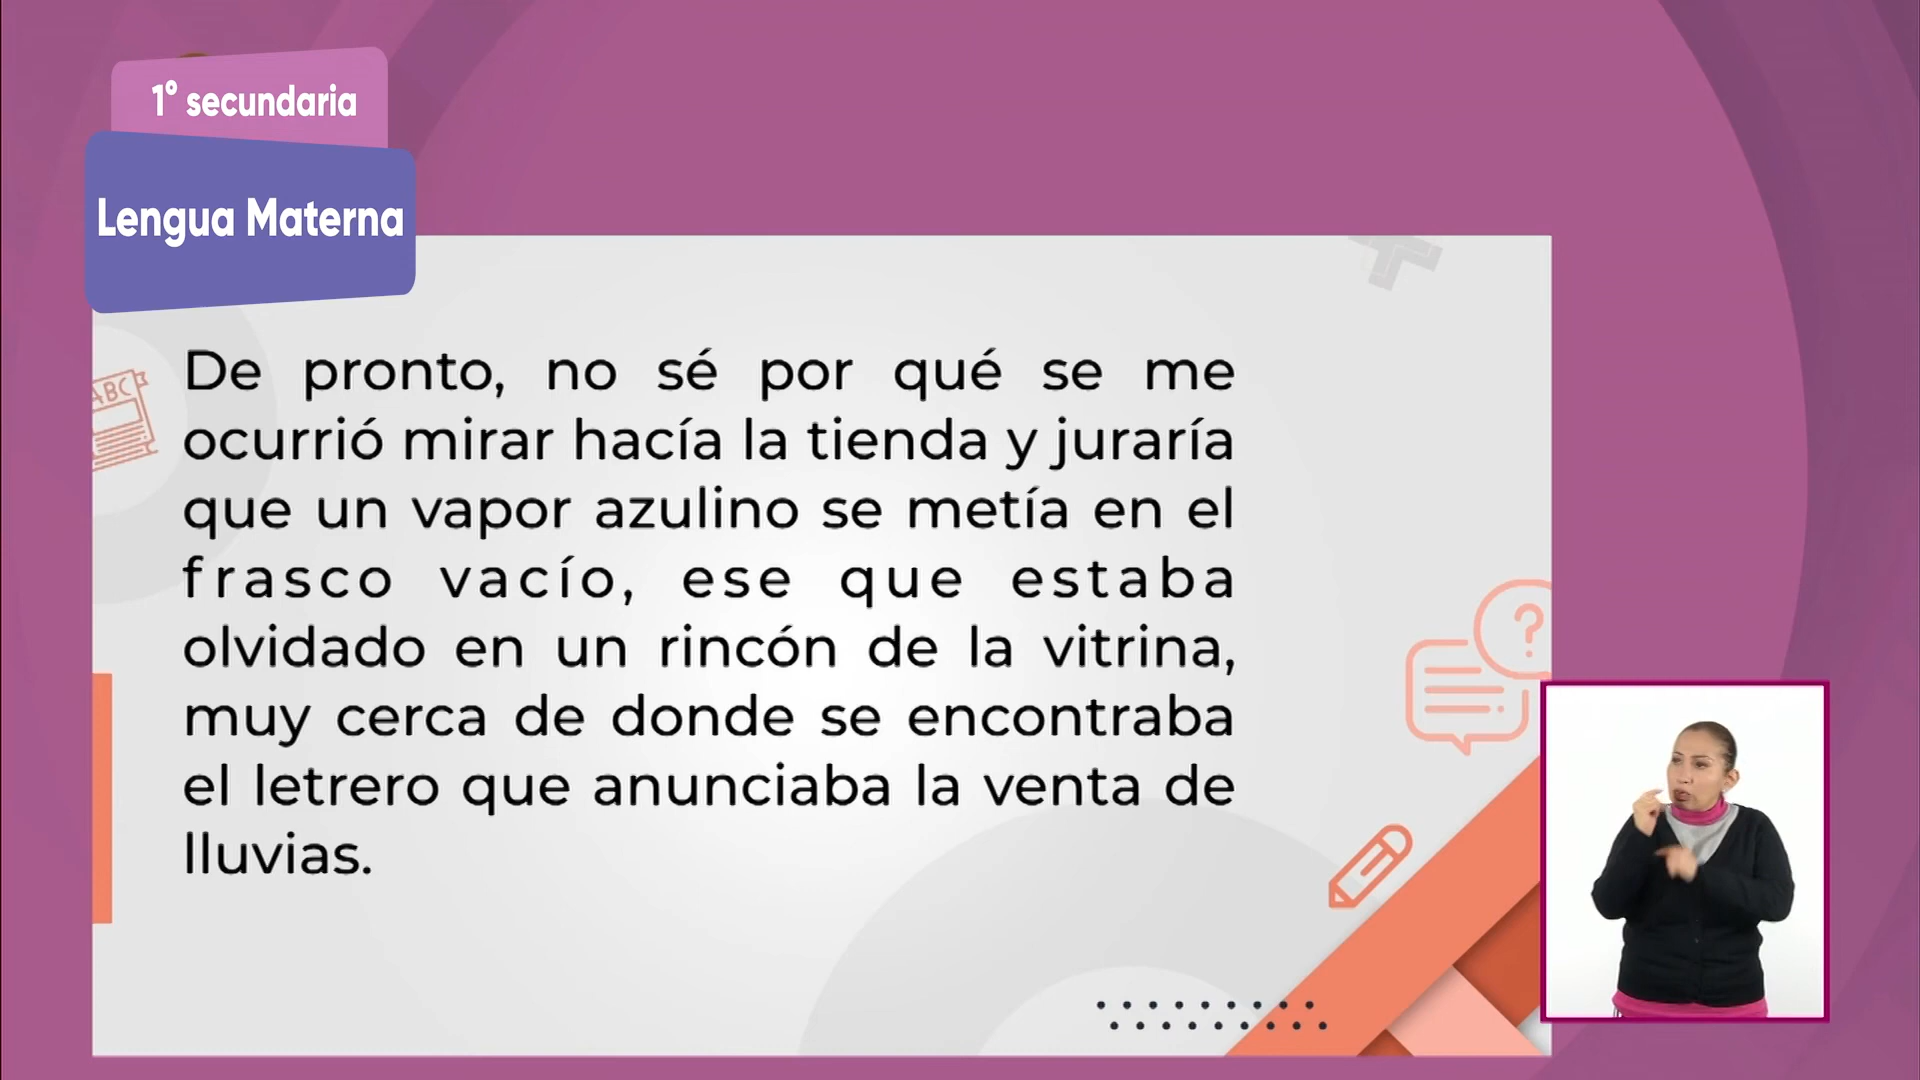 1° secundaria
Lengua Materna
ABC
De pronto, no sé por qué se me
ocurrió mirar hacía la tienda y juraría
que un vapor azulino se metía en el
frasco vacío, ese que estaba
olvidado en un rincón de la vitrina,
muy cerca de donde se encontraba
el letrero que anunciaba la venta de
lluvias.
?